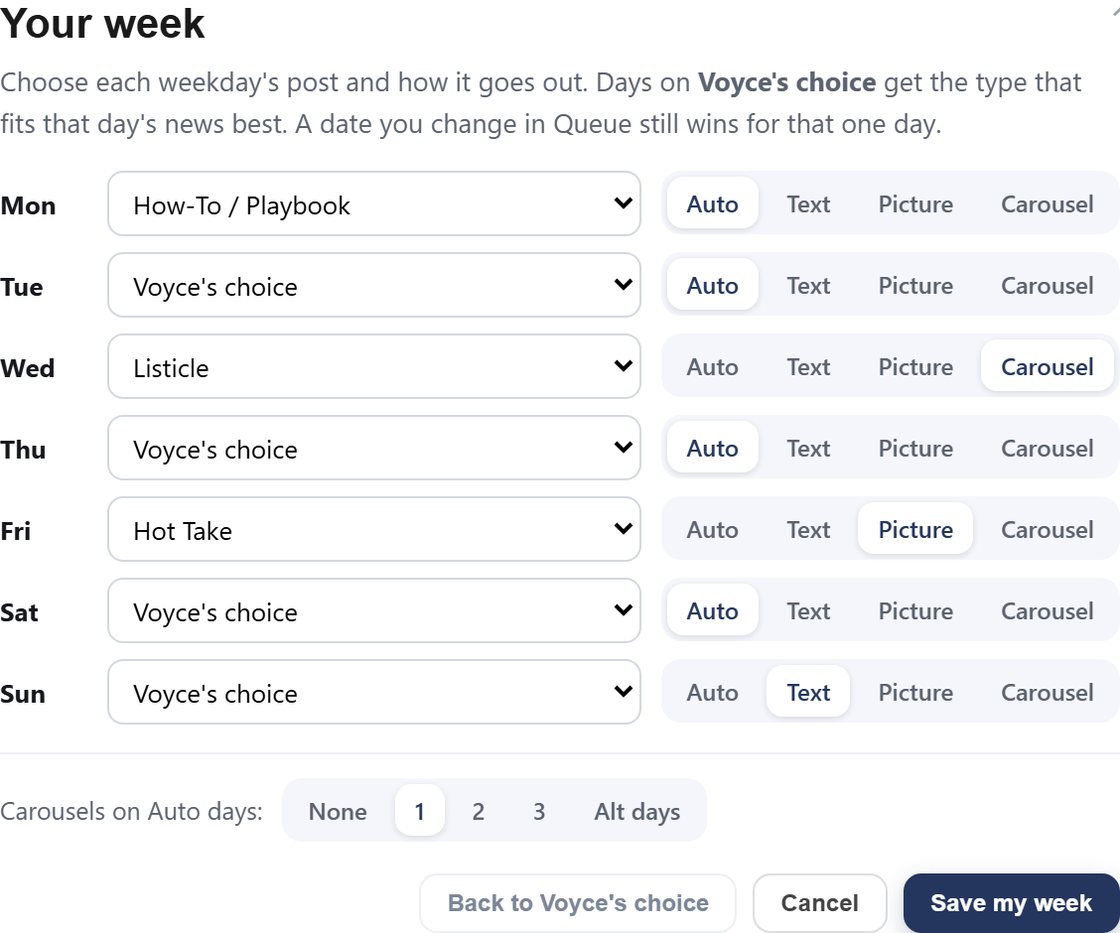 Your week
Choose each weekday's post and how it goes out. Days on Voyce's choice get the type that
fits that day's news best. A date you change in Queue still wins for that one day.
Mon How-To / Playbook Auto Text Picture Carousel
Tue Voyce's choice Auto Text Picture Carousel
Wed Listicle Auto Text Picture Carousel
Thu Voyce's choice Auto Text Picture Carousel
Fri Hot Take Auto Text Picture Carousel
Sat Voyce's choice Auto Text Picture Carousel
Sun Voyce's choice Auto Text Picture Carousel
Carousels on Auto days: None 1 2 3 Alt days
Back to Voyce's choice Cancel Save my week